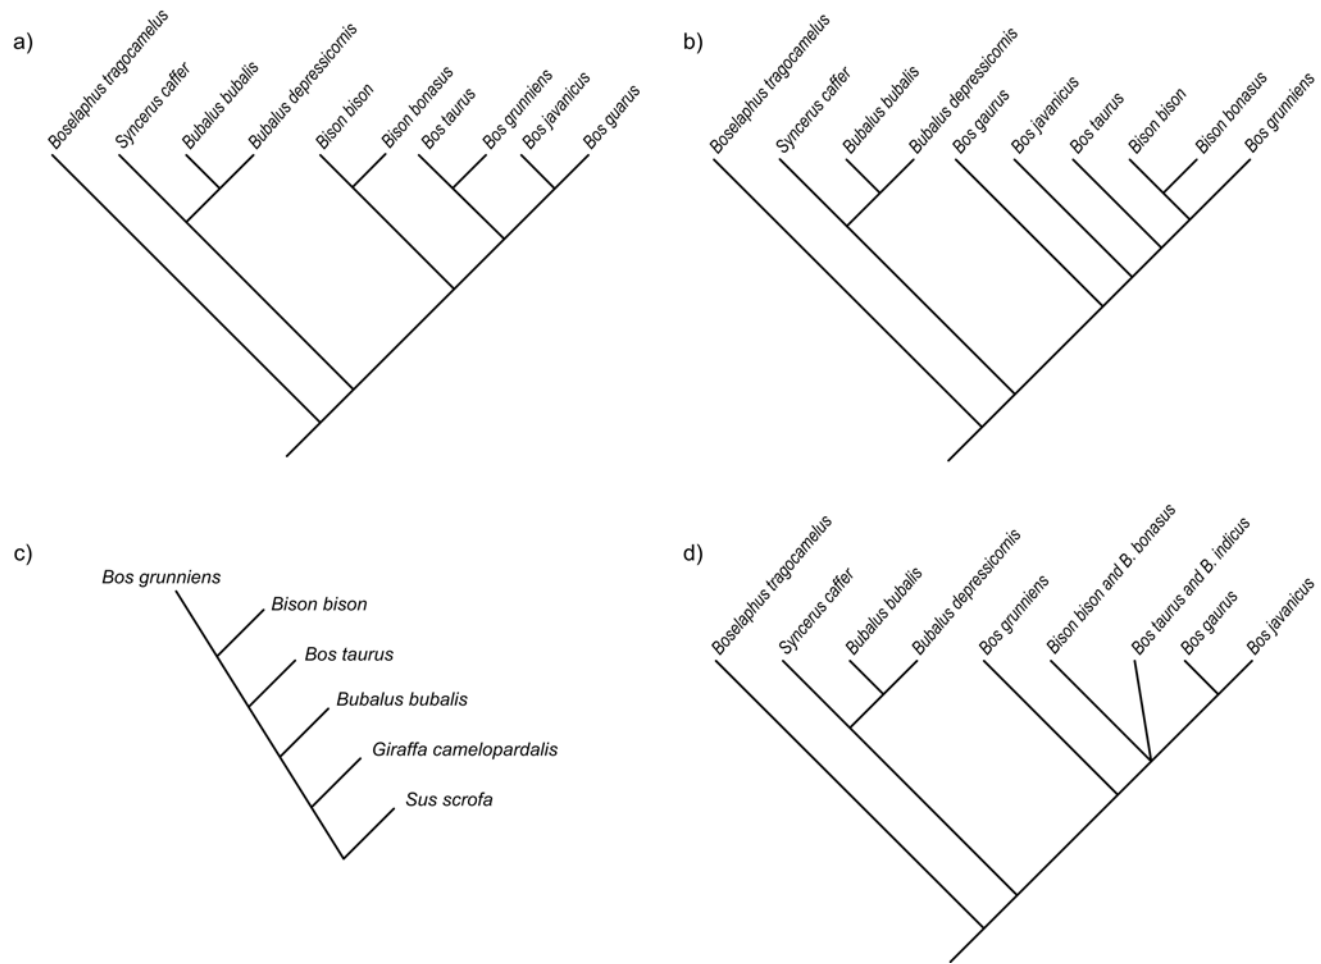 a)
Boselaphus tragocamelus
Syncerus caffer
Bubalus bubalis
Bubalus depressicornis
Bison bison
Bison bonasus
Bos taurus
Bos grunniens
Bos javanicus
Bos guarus
b)
Boselaphus tragocamelus
Syncerus caffer
Bubalus bubalis
Bubalus depressicornis
Bos gaurus
Bos javanicus
Bos taurus
Bison bison
Bison bonasus
Bos grunniens
c)
Bos grunniens
Bison bison
Bos taurus
Bubalus bubalis
Giraffa camelopardalis
Sus scrofa
d)
Boselaphus tragocamelus
Syncerus caffer
Bubalus bubalis
Bubalus depressicornis
Bos grunniens
Bison bison and B. bonasus
Bos taurus and B. indicus
Bos gaurus
Bos javanicus